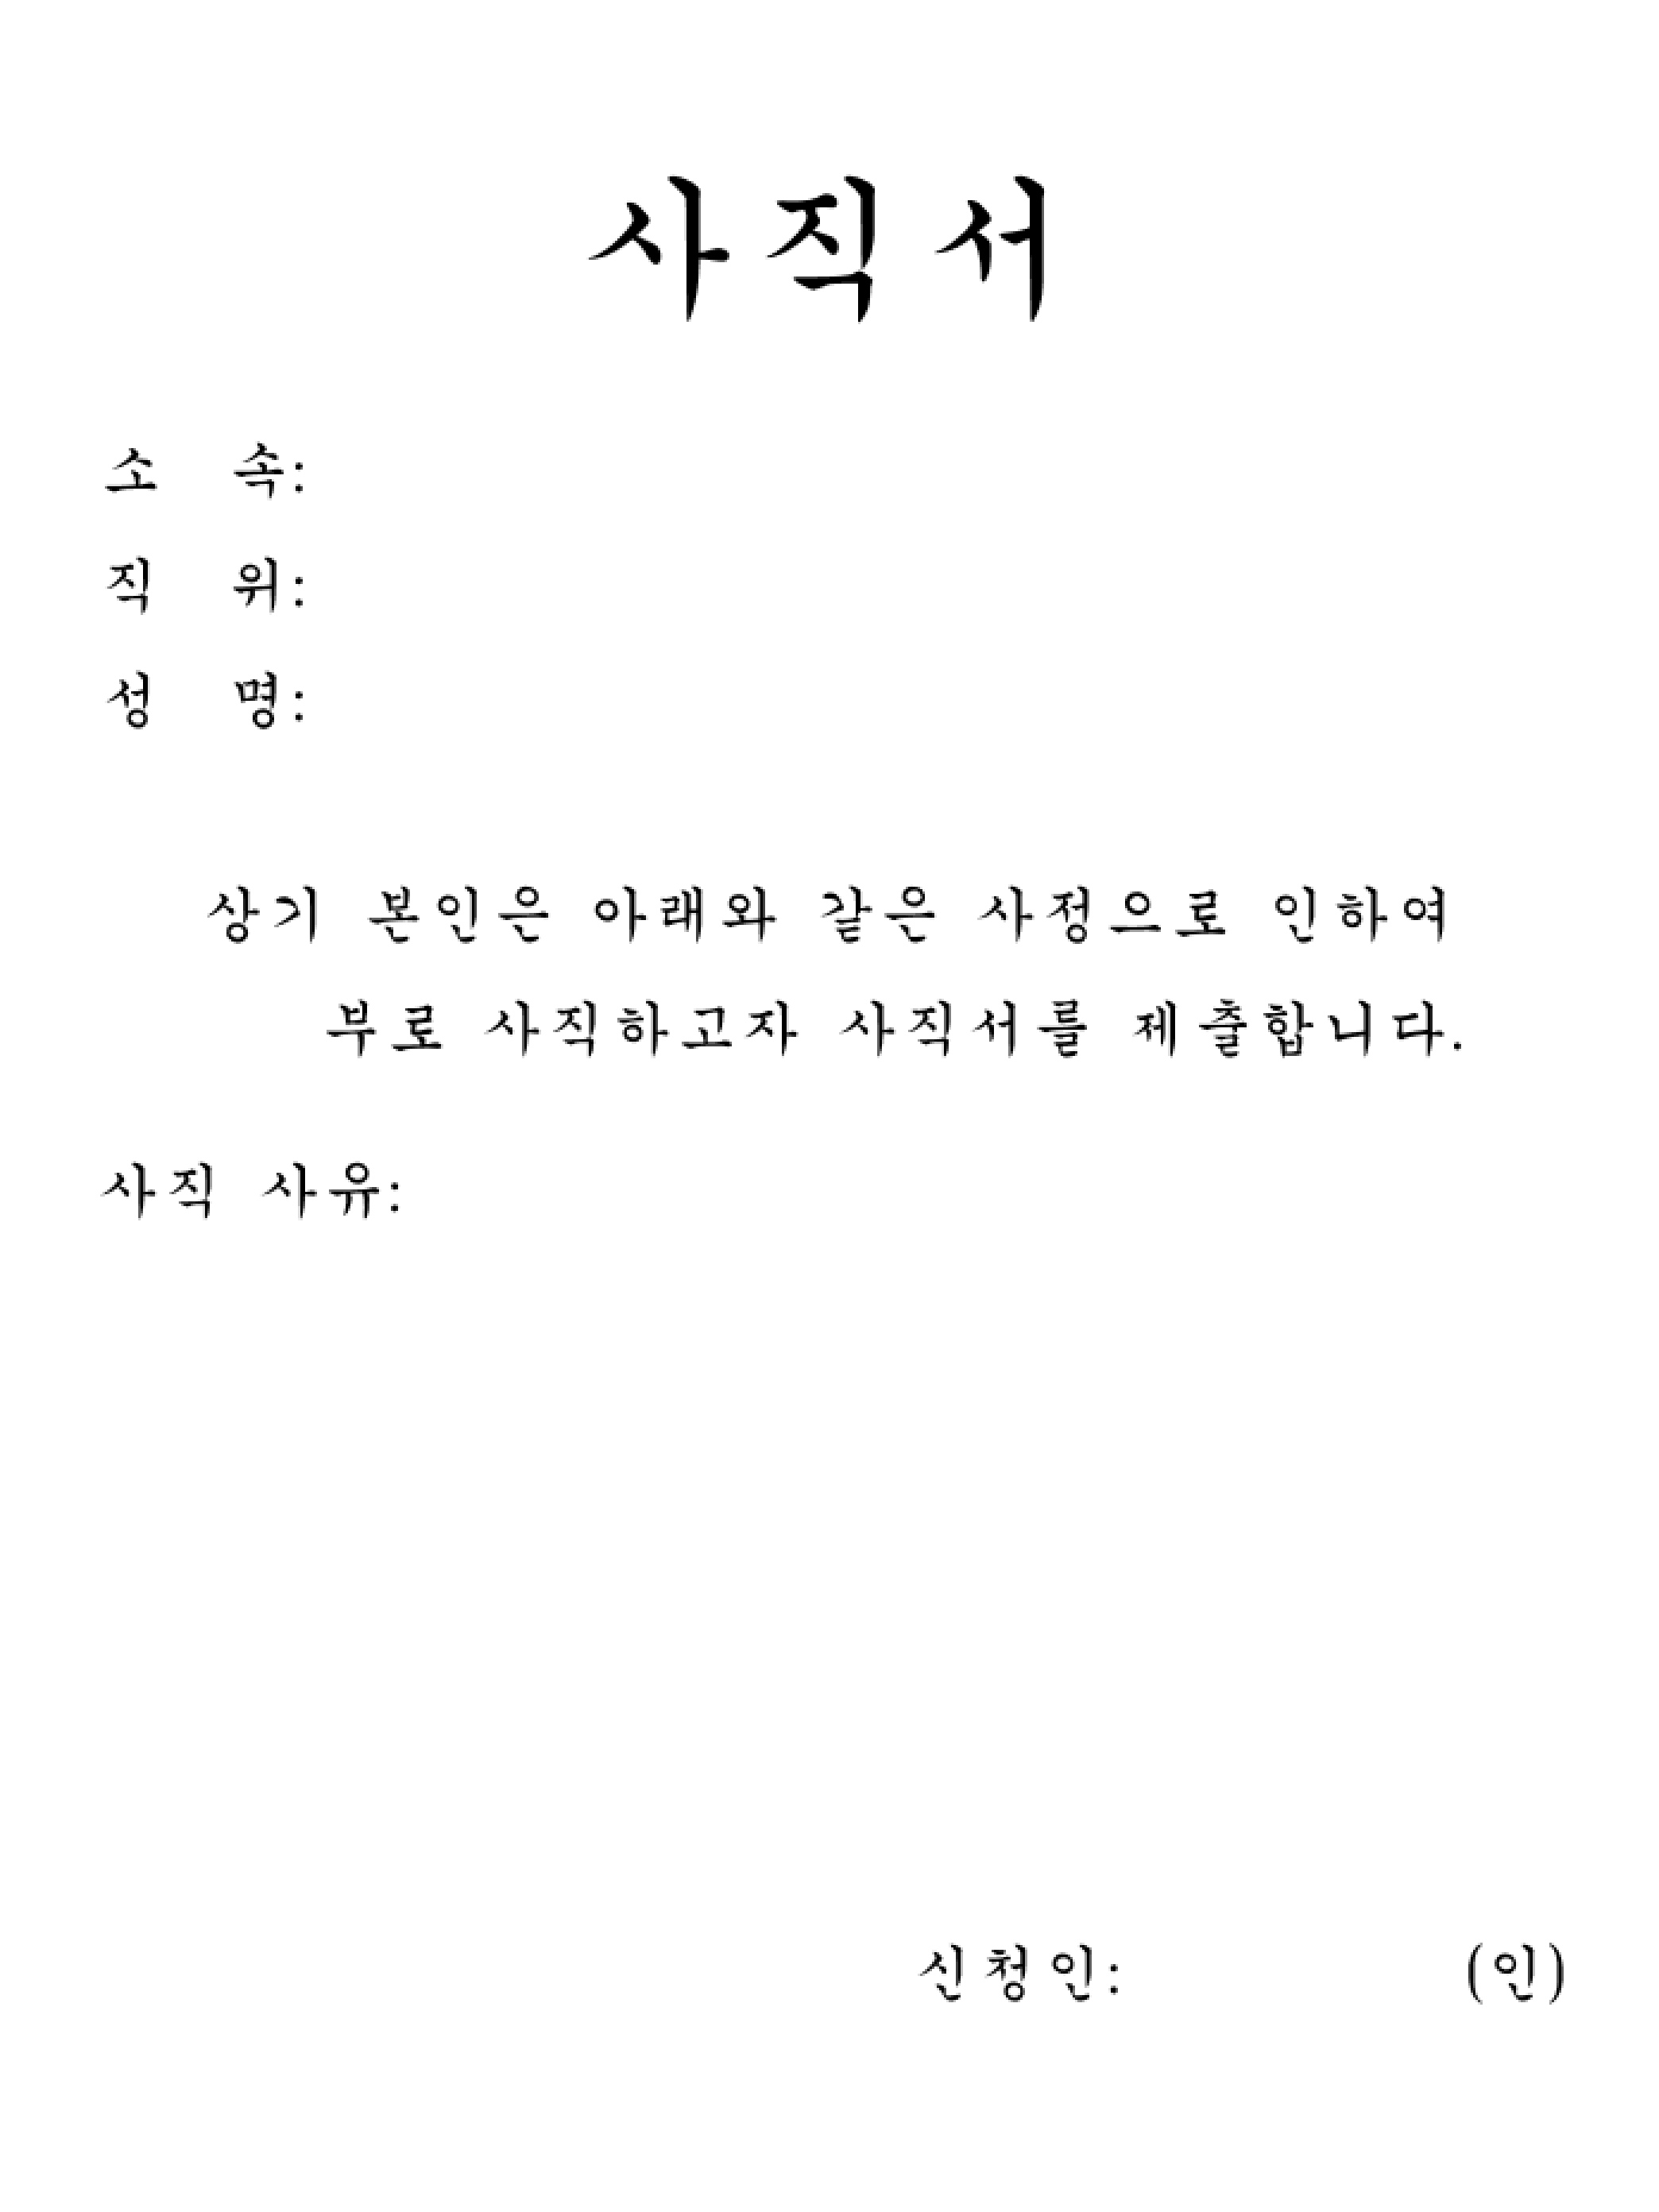 사직서
소 속:
직 위:
성 명:
상기 본인은 아래와 같은 사정으로 인하여
부로 사직하고자 사직서를 제출합니다.
사직 사유:
신청인: (인)